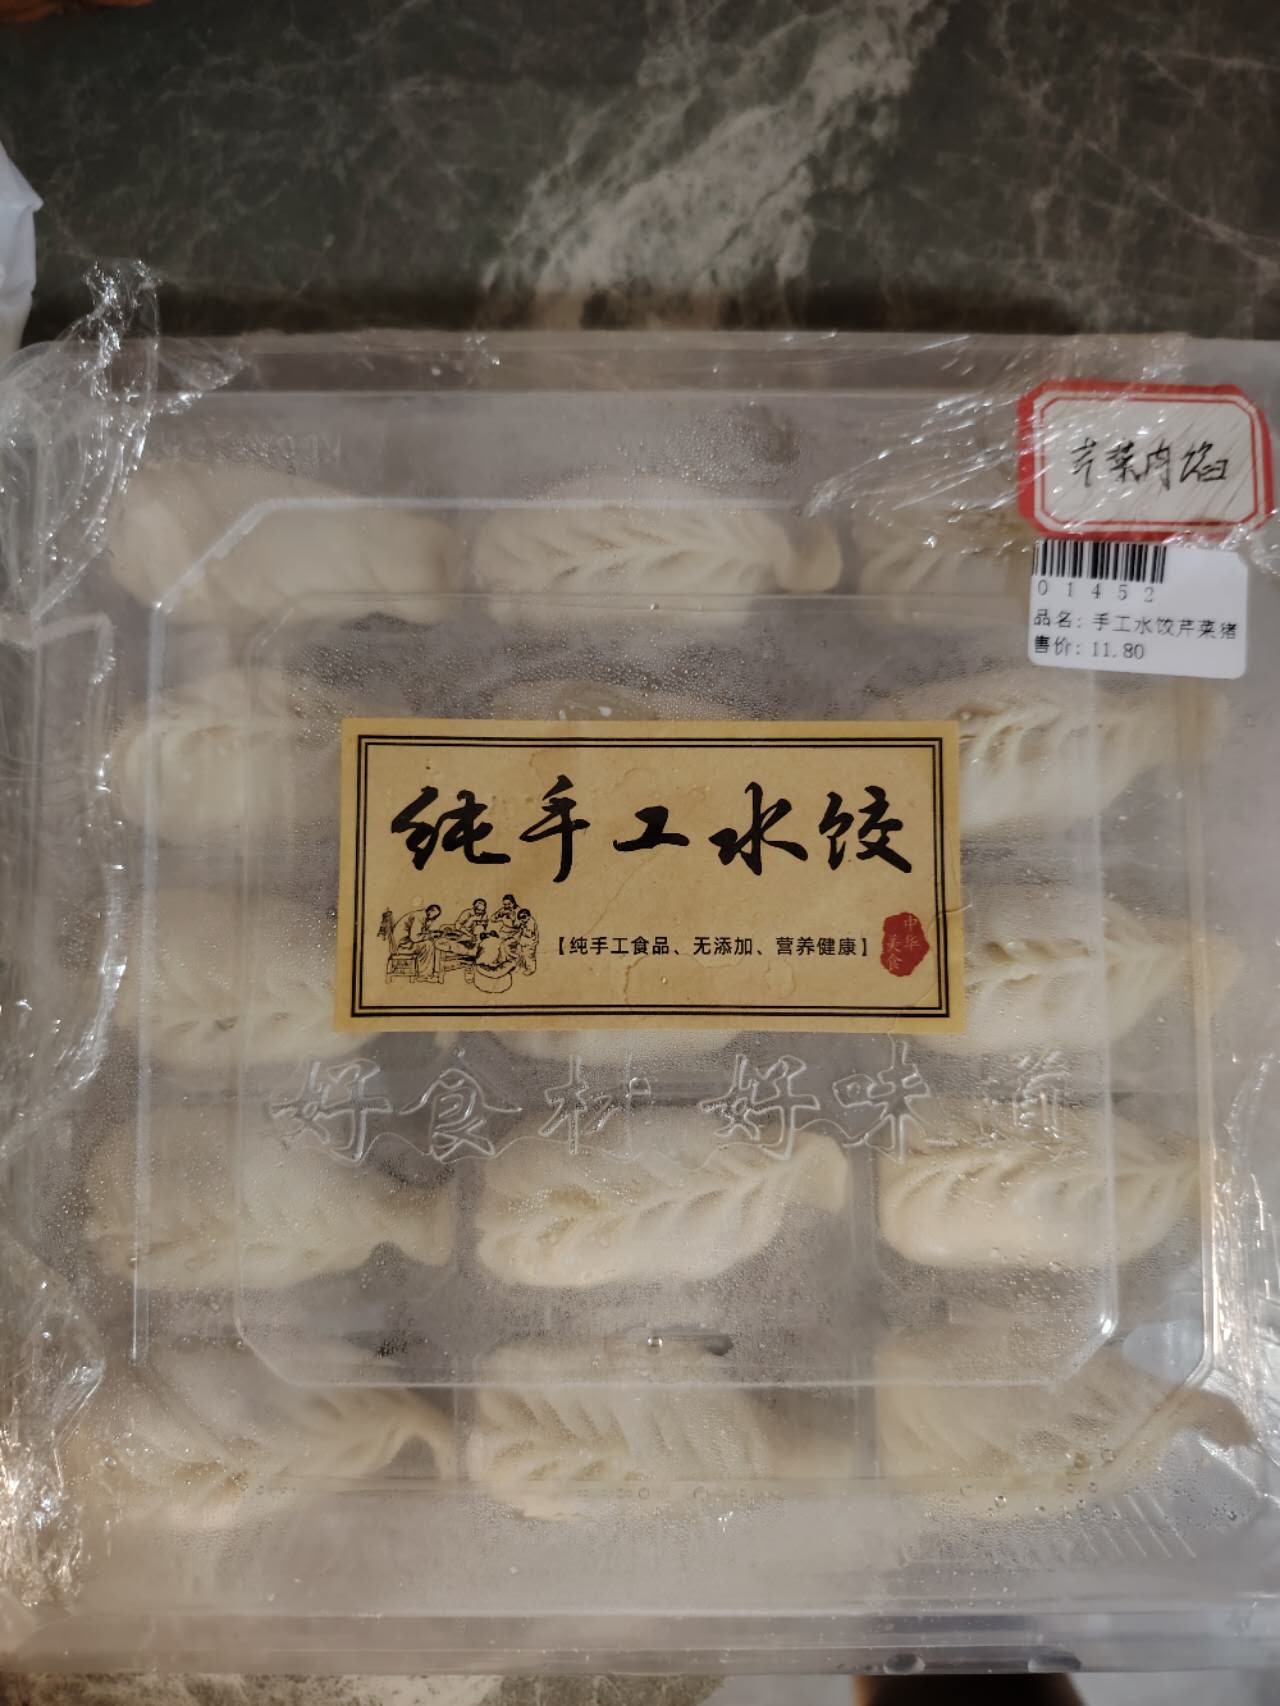 芹菜肉馅
01452
品名: 手工水饺芹菜猪
售价: 11.80
纯手工水饺
【纯手工食品、无添加、营养健康】
中华
美食
好食材 好味道